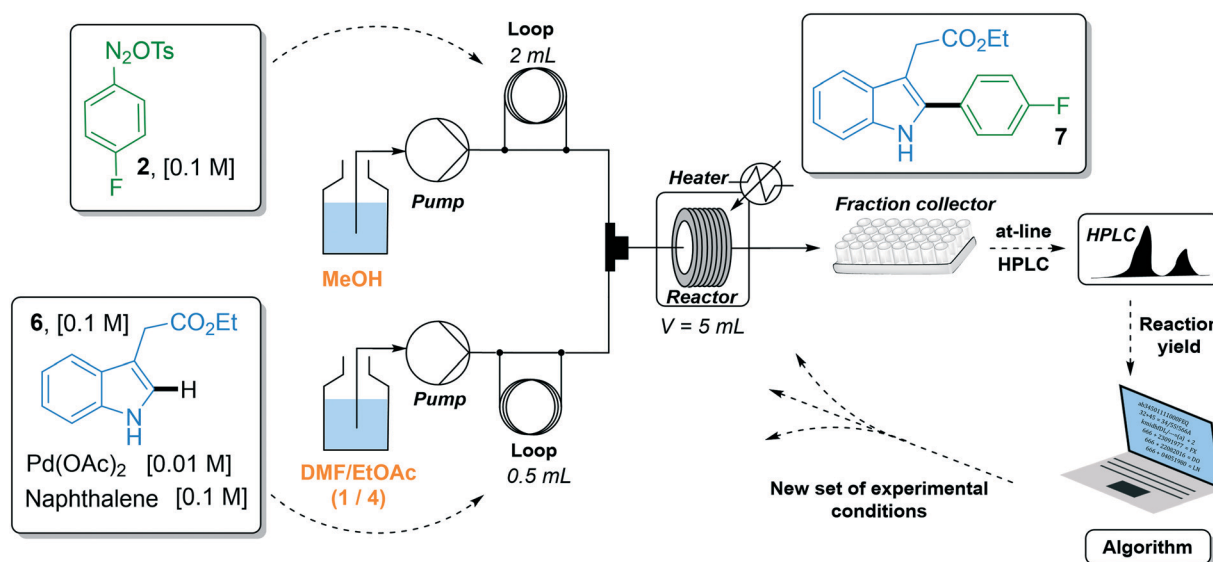 N₂OTs
F
2, [0.1 M]
Loop
2 mL
Pump
MeOH
6, [0.1 M]
CO₂Et
H
N
H
Pd(OAc)₂ [0.01 M]
Naphthalene [0.1 M]
Pump
DMF/EtOAc
(1 / 4)
Loop
0.5 mL
Heater
Reactor
V = 5 mL
CO₂Et
F
N
H
7
Fraction collector
at-line
HPLC
HPLC
Reaction
yield
New set of experimental
conditions
Algorithm